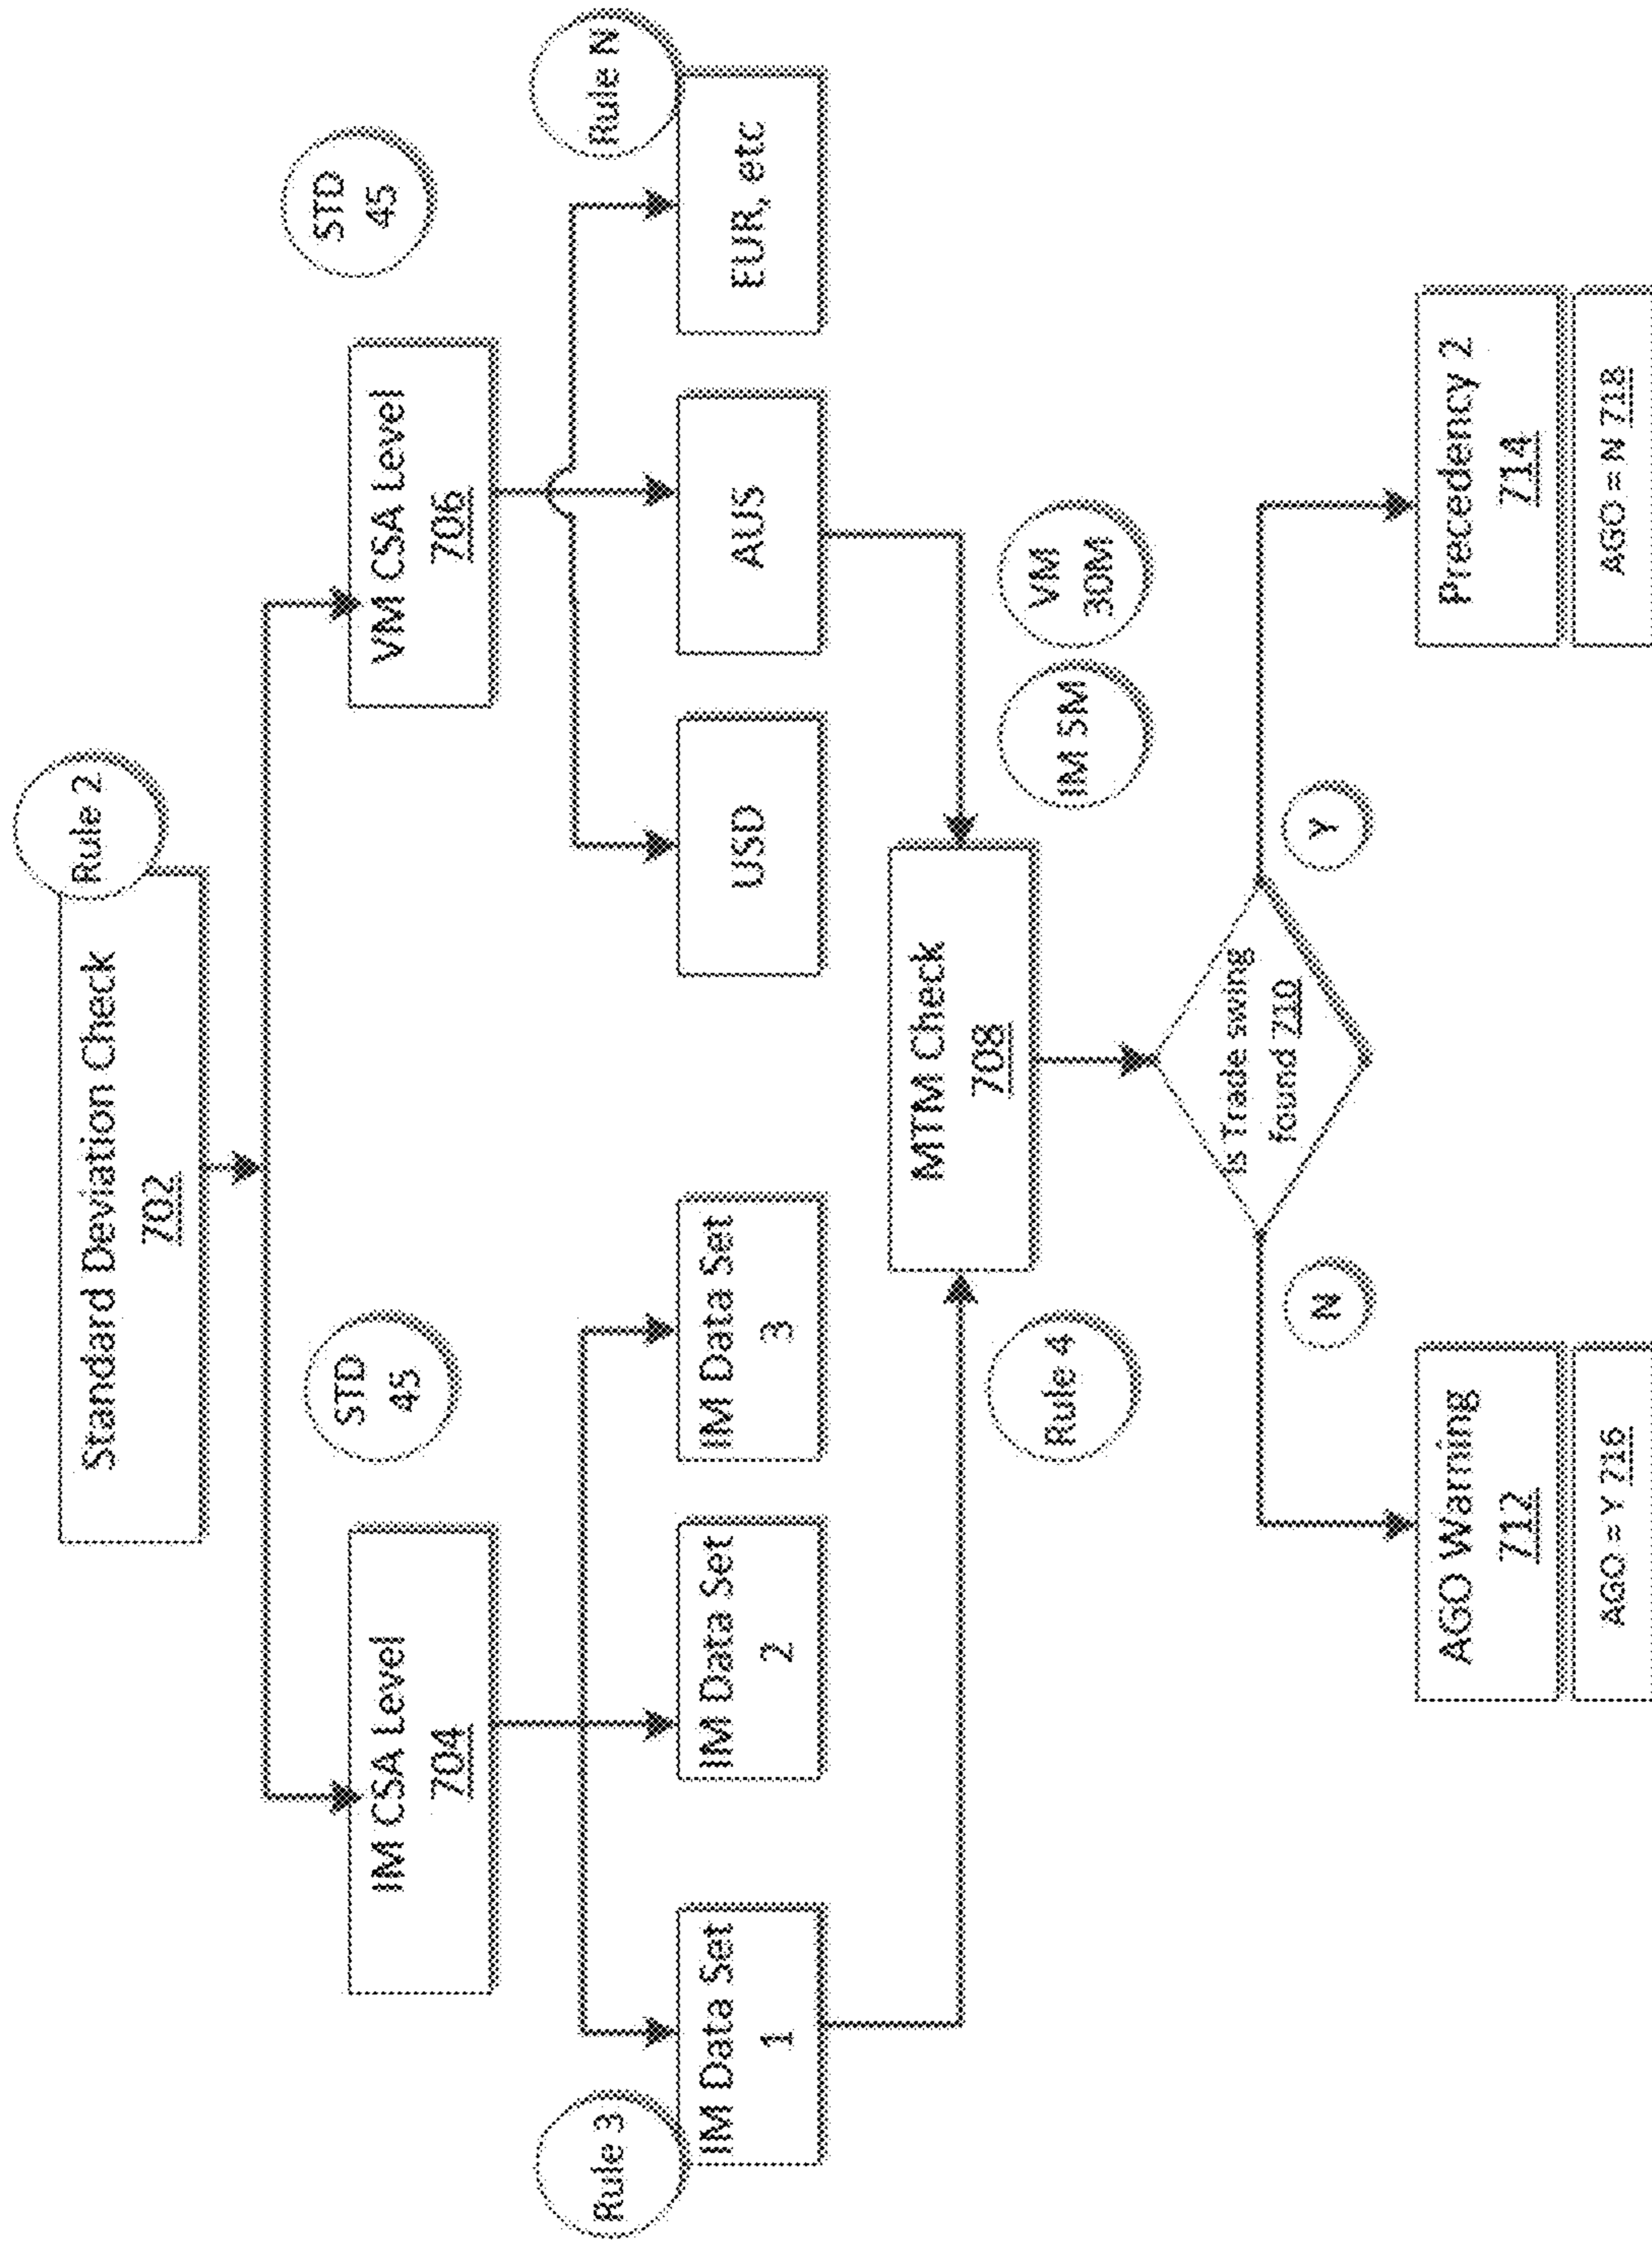 Rule 2
Standard Deviation Check
702
STD
45
STD
45
IM CSA Level
704
VM CSA Level
706
Rule 3
Rule N
IM Data Set
1
IM Data Set
2
IM Data Set
3
USD
AUS
EUR, etc
MTM Check
708
Rule 4
IM 5M
VM
30M
Is Trade swing
found 710
N
Y
AGO Warning
712
Precedency 2
714
AGO = Y 716
AGO = N 718